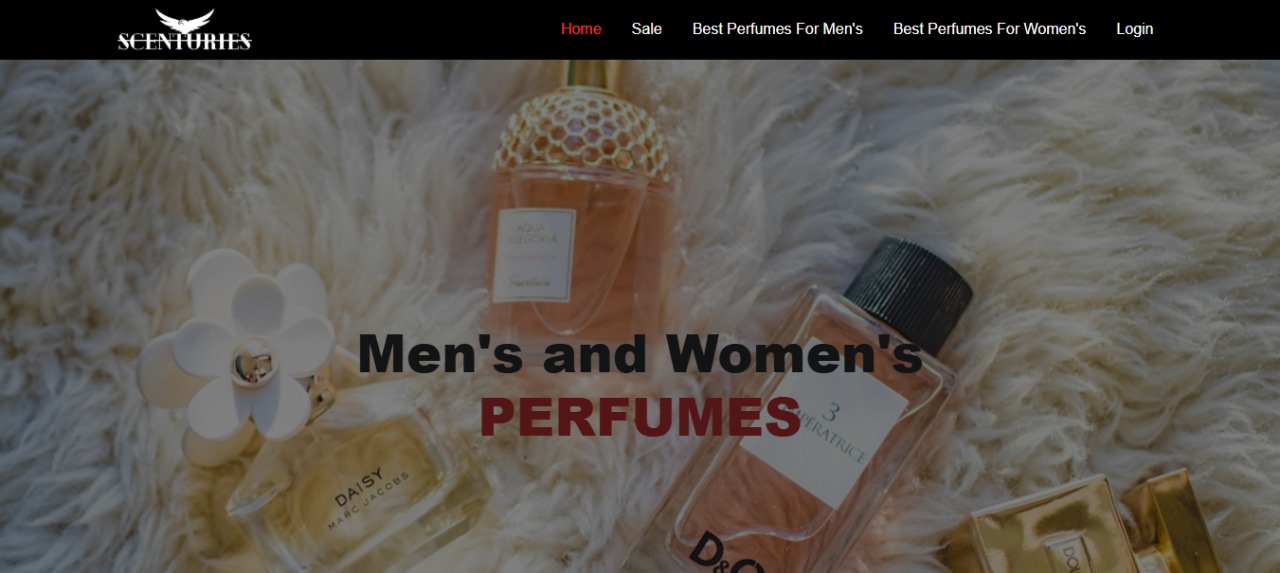 SCENTURIES
Home
Sale
Best Perfumes For Men's
Best Perfumes For Women's
Login
AQUA
ALLEGORIA
Men's and Women's
PERFUMES
3
IMPÉRATRICE
DAISY
MARC JACOBS
D&G